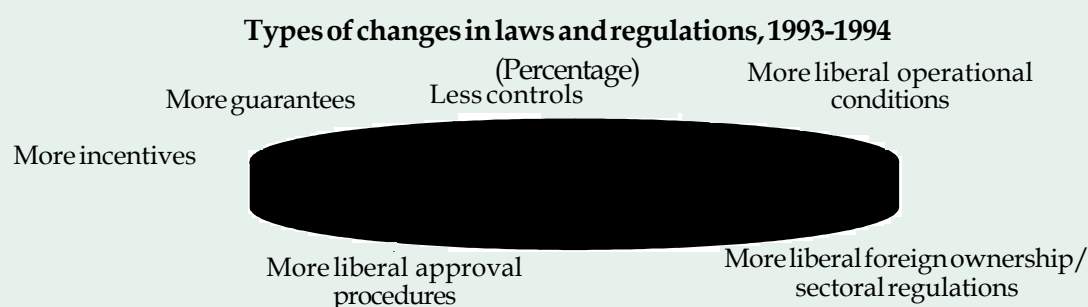 Types of changes in laws and regulations, 1993-1994
(Percentage)
More liberal operational
conditions
Less controls
More guarantees
More incentives
More liberal approval
procedures
More liberal foreign ownership/
sectoral regulations